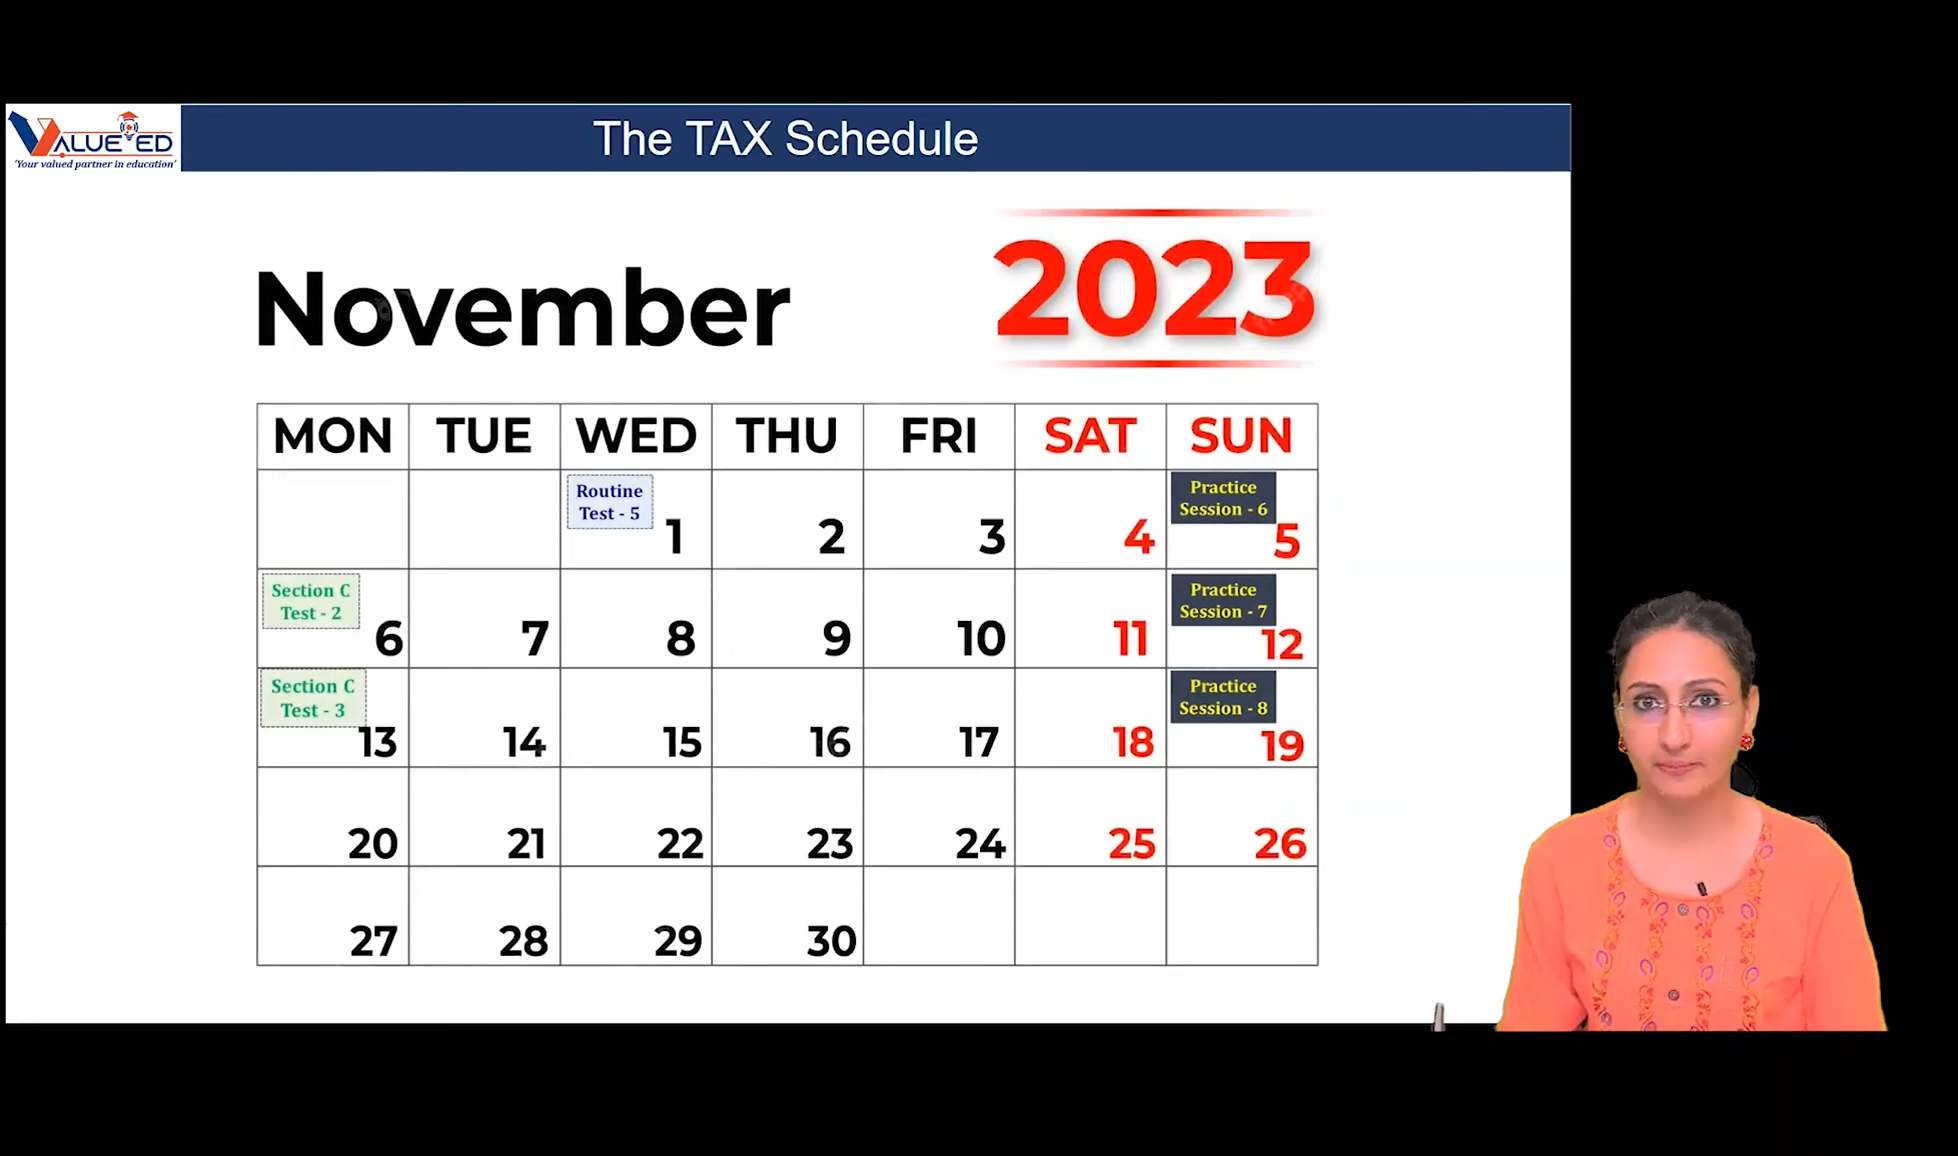 VALUE ED
'Your valued partner in education'
The TAX Schedule
November
2023
MON TUE WED THU FRI SAT SUN
Routine
Test - 5
Practice
Session - 6
1 2 3 4 5
Section C
Test - 2
Practice
Session - 7
6 7 8 9 10 11 12
Section C
Test - 3
Practice
Session - 8
13 14 15 16 17 18 19
20 21 22 23 24 25 26
27 28 29 30